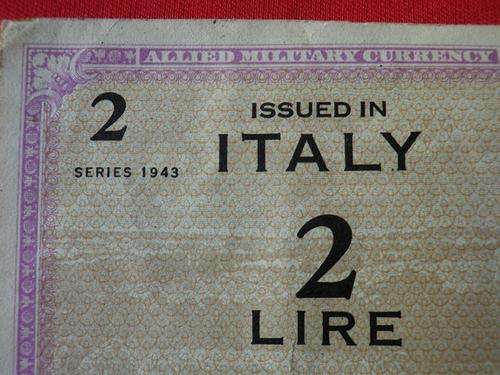 ALLIED MILITARY CURRENCY
2
ISSUED IN
ITALY
SERIES 1943
2
LIRE